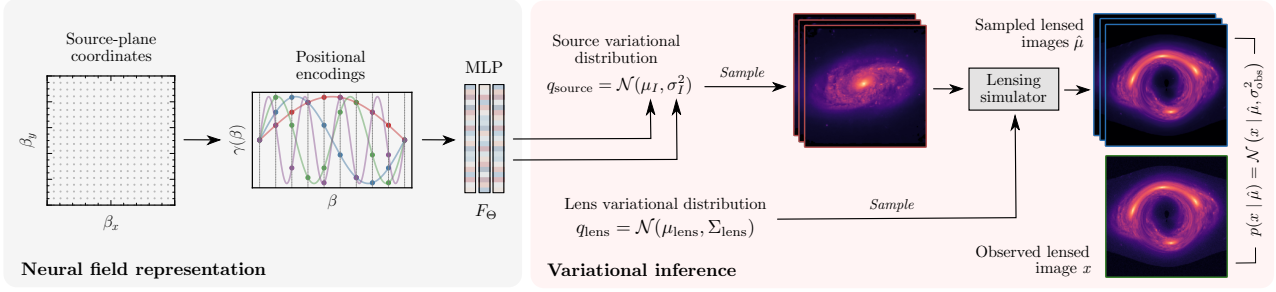 Source-plane
coordinates
β_y
β_x
Positional
encodings
γ(β)
β
MLP
F_Θ
Neural field representation
Source variational
distribution
q_source = 𝒩(μ_I, σ_I^2)
Sample
Lensing
simulator
Sampled lensed
images μ̂
Lens variational distribution
q_lens = 𝒩(μ_lens, Σ_lens)
Sample
Observed lensed
image x
p(x | μ̂) = 𝒩 (x | μ̂, σ_obs^2)
Variational inference